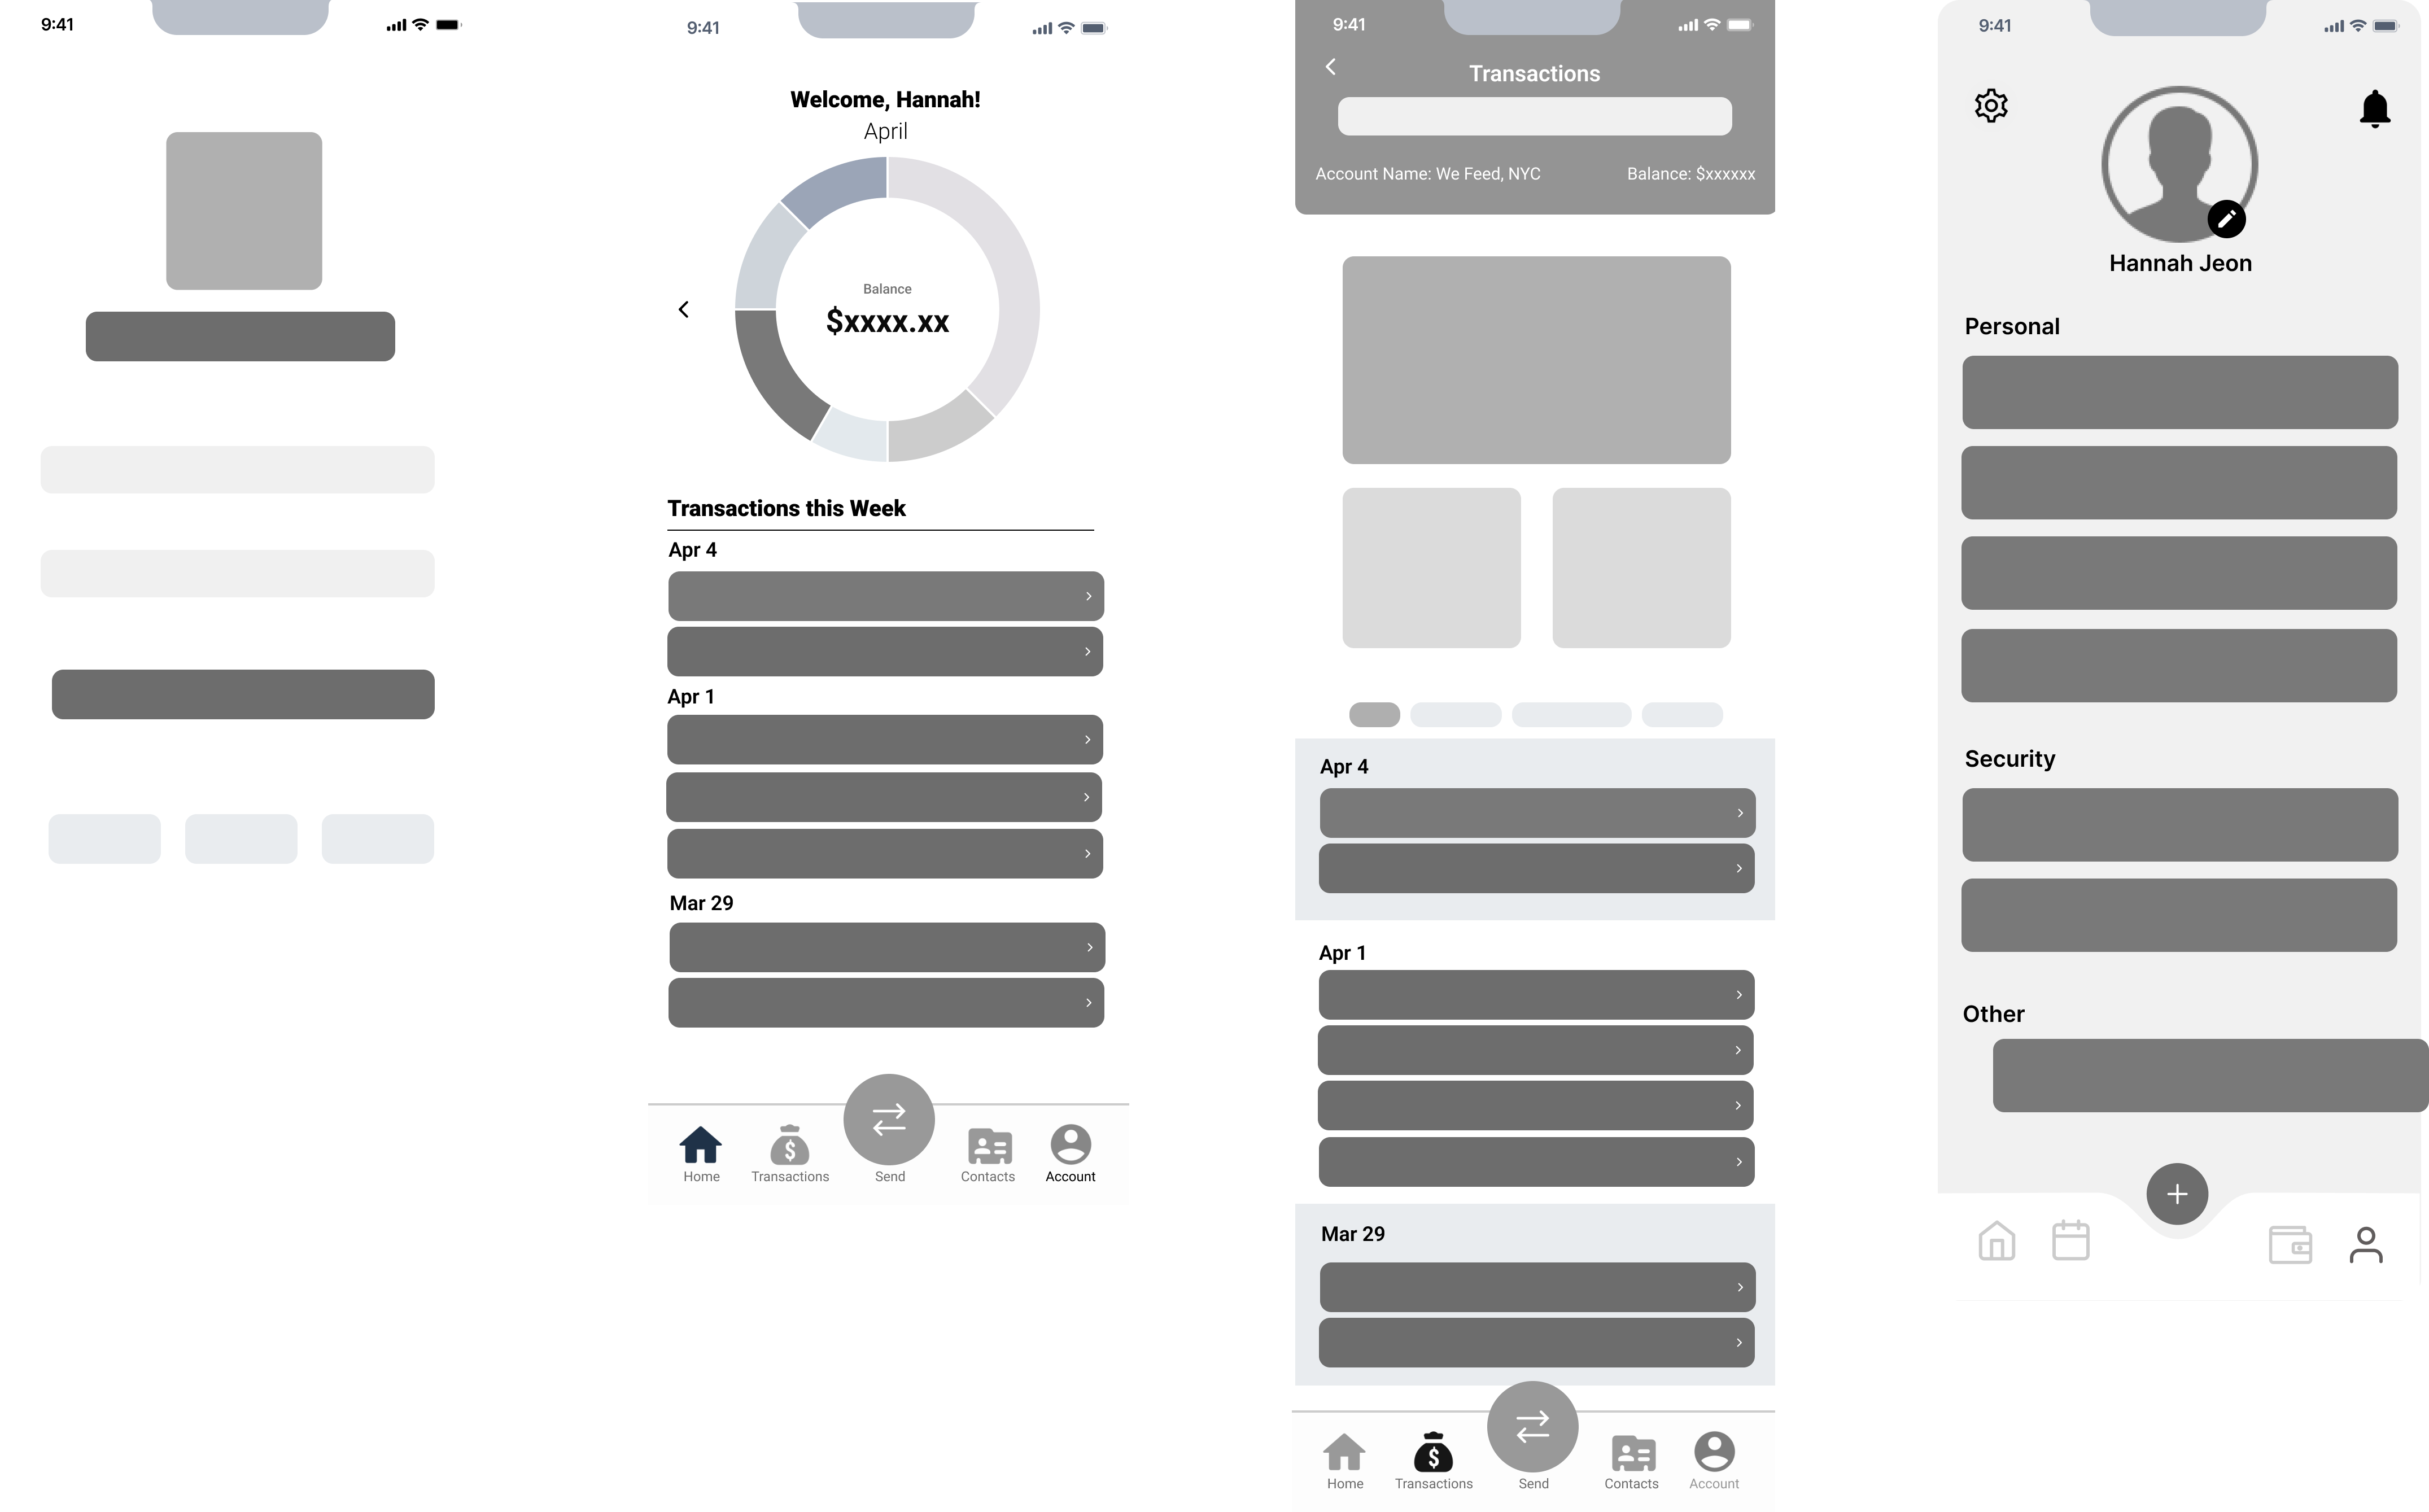 9:41
9:41
Welcome, Hannah!
April
Balance
$xxxx.xx
Transactions this Week
Apr 4
Apr 1
Mar 29
$
Home
Transactions
Send
Contacts
Account
9:41
Transactions
Account Name: We Feed, NYC
Balance: $xxxxxx
Apr 4
Apr 1
Mar 29
$
Home
Transactions
Send
Contacts
Account
9:41
Hannah Jeon
Personal
Security
Other